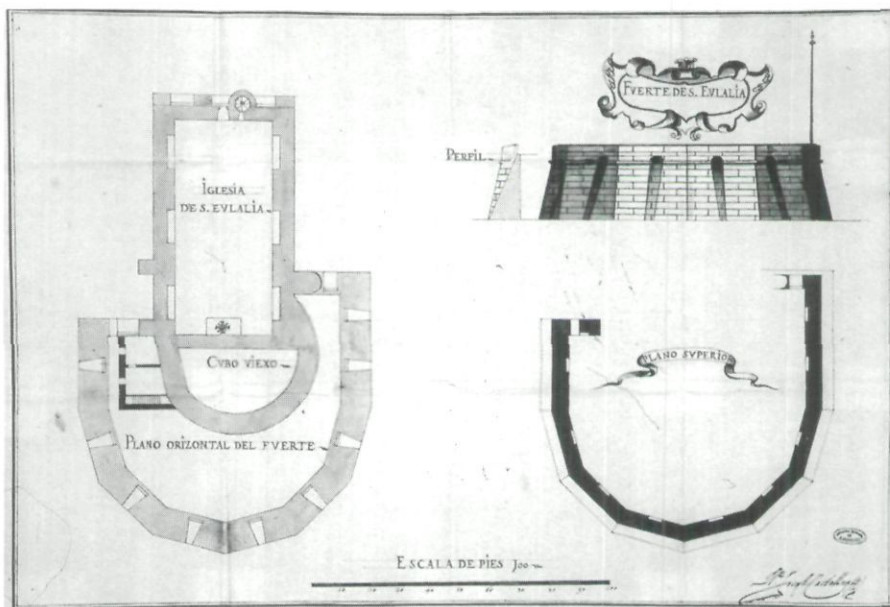 FVERTE DE S. EVLALIA
PERFIL
IGLESIA
DE S. EVLALIA
CVBO VIEXO
PLANO SVPERIOR
PLANO ORIZONTAL DEL FVERTE
ESCALA DE PIES 100